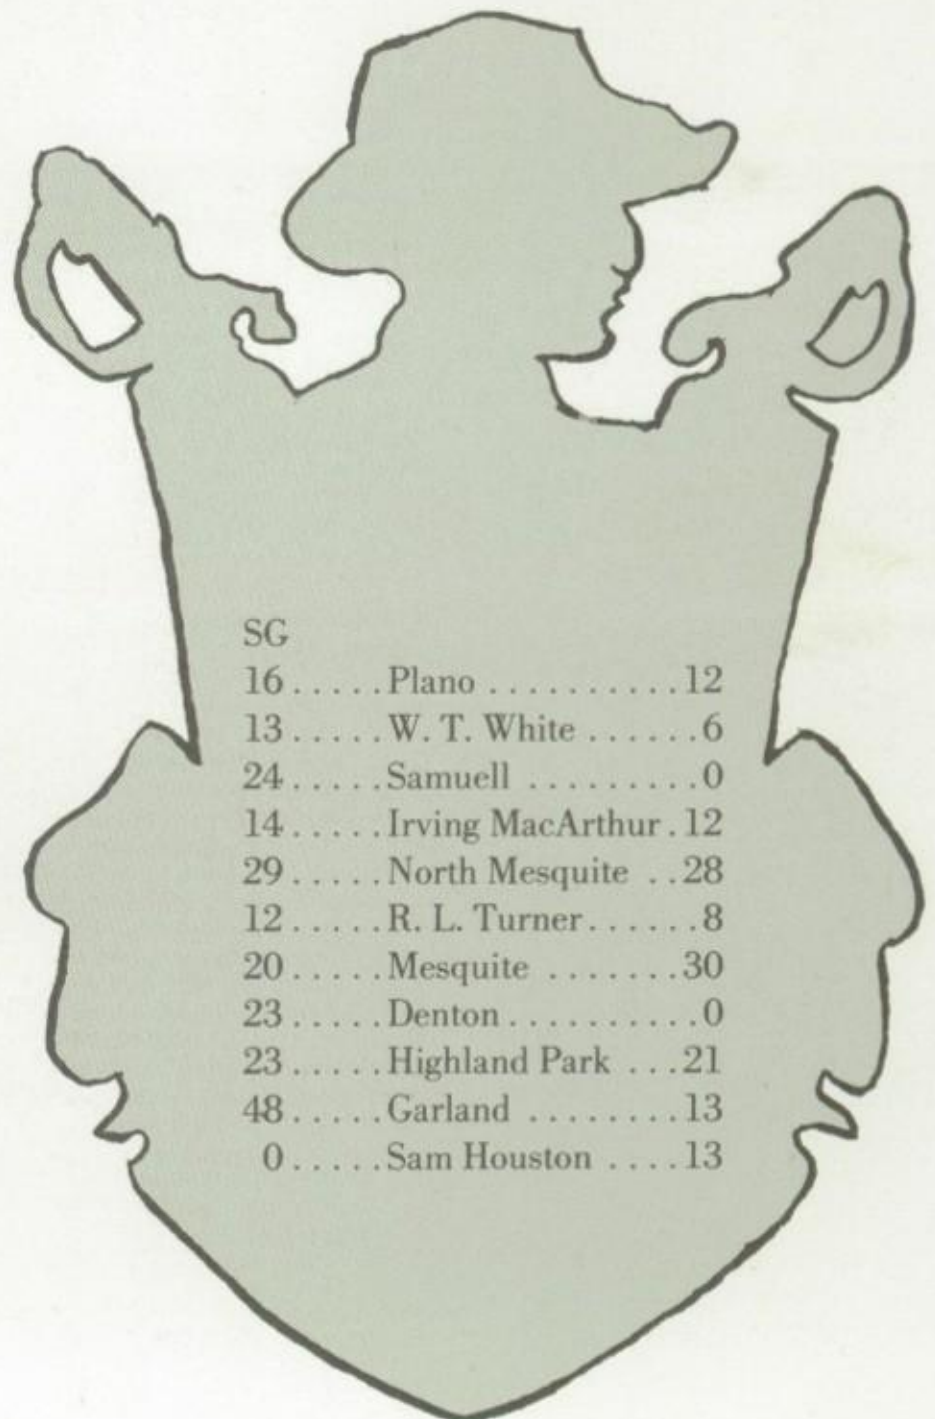 SG
16.....Plano ..........12
13.....W. T. White ......6
24.....Samuell .........0
14.....Irving MacArthur.12
29.....North Mesquite ..28
12.....R. L. Turner......8
20.....Mesquite .......30
23.....Denton..........0
23.....Highland Park ...21
48.....Garland ........13
0.....Sam Houston ....13